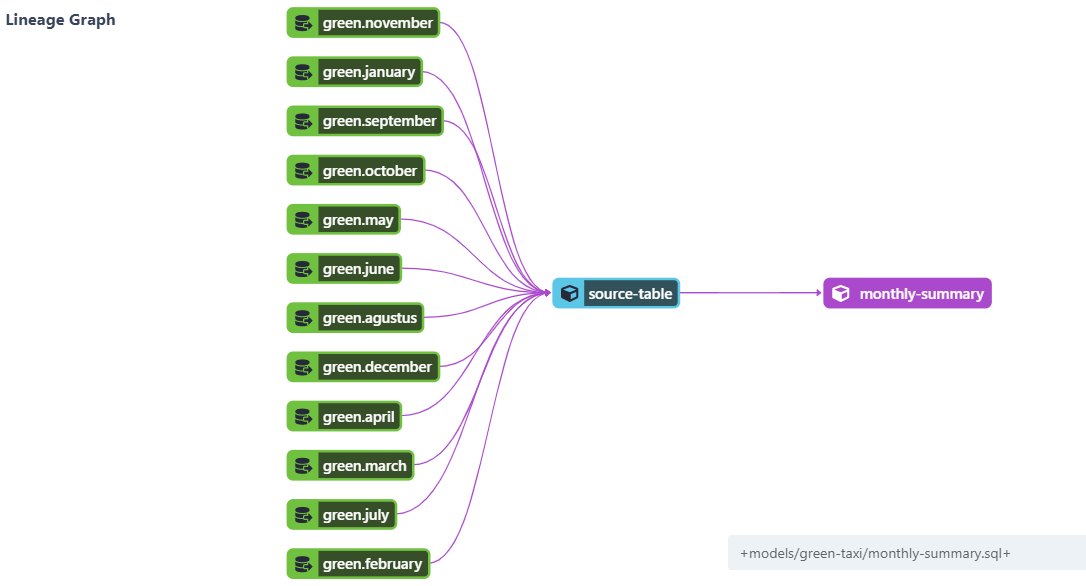 Lineage Graph
green.november
green.january
green.september
green.october
green.may
green.june
green.agustus
green.december
green.april
green.march
green.july
green.february
source-table
monthly-summary
+models/green-taxi/monthly-summary.sql+